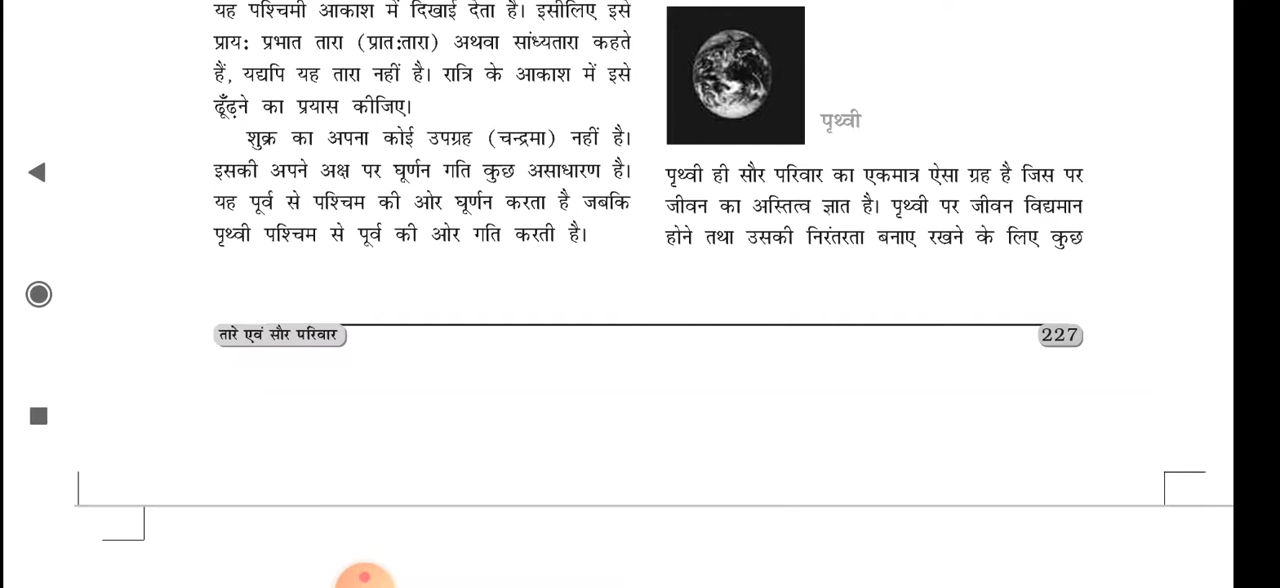 यह पश्चिमी आकाश में दिखाई देता है। इसीलिए इसे
प्राय: प्रभात तारा (प्रात:तारा) अथवा सांध्यतारा कहते
हैं, यद्यपि यह तारा नहीं है। रात्रि के आकाश में इसे
ढूँढ़ने का प्रयास कीजिए।
शुक्र का अपना कोई उपग्रह (चन्द्रमा) नहीं है।
इसकी अपने अक्ष पर घूर्णन गति कुछ असाधारण है।
यह पूर्व से पश्चिम की ओर घूर्णन करता है जबकि
पृथ्वी पश्चिम से पूर्व की ओर गति करती है।
पृथ्वी
पृथ्वी ही सौर परिवार का एकमात्र ऐसा ग्रह है जिस पर
जीवन का अस्तित्व ज्ञात है। पृथ्वी पर जीवन विद्यमान
होने तथा उसकी निरंतरता बनाए रखने के लिए कुछ
तारे एवं सौर परिवार
227